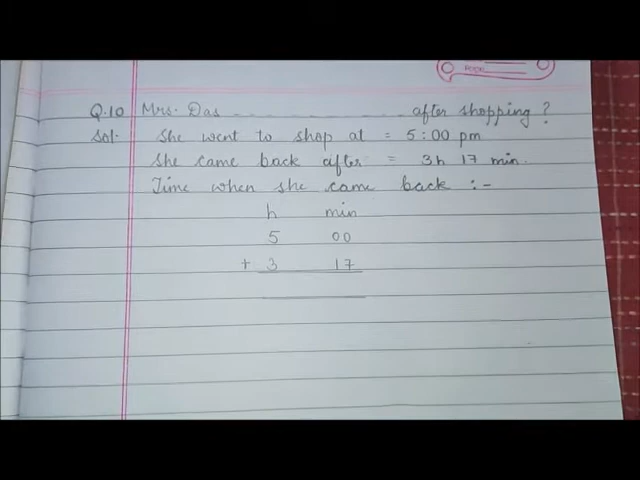 Q.10 Mrs. Das _ _ _ _ _ _ _ _ _ _ _ _ _ _ after shopping ?
Sol. She went to shop at = 5:00 pm
She came back after = 3h 17 min.
Time when she came back :-
h min
5 00
+ 3 17